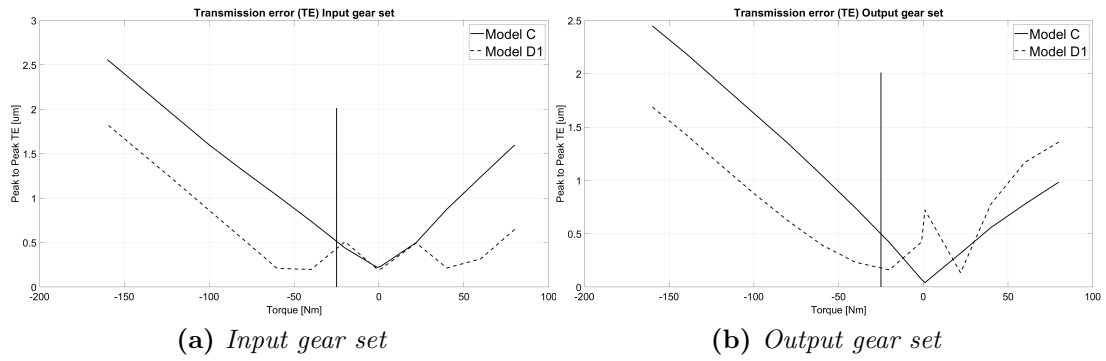 Transmission error (TE) Input gear set
Model C
Model D1
Peak to Peak TE [um]
3
2.5
2
1.5
1
0.5
0
-200
-150
-100
-50
0
50
100
Torque [Nm]
(a) Input gear set
Transmission error (TE) Output gear set
Model C
Model D1
Peak to Peak TE [um]
2.5
2
1.5
1
0.5
0
-200
-150
-100
-50
0
50
100
Torque [Nm]
(b) Output gear set